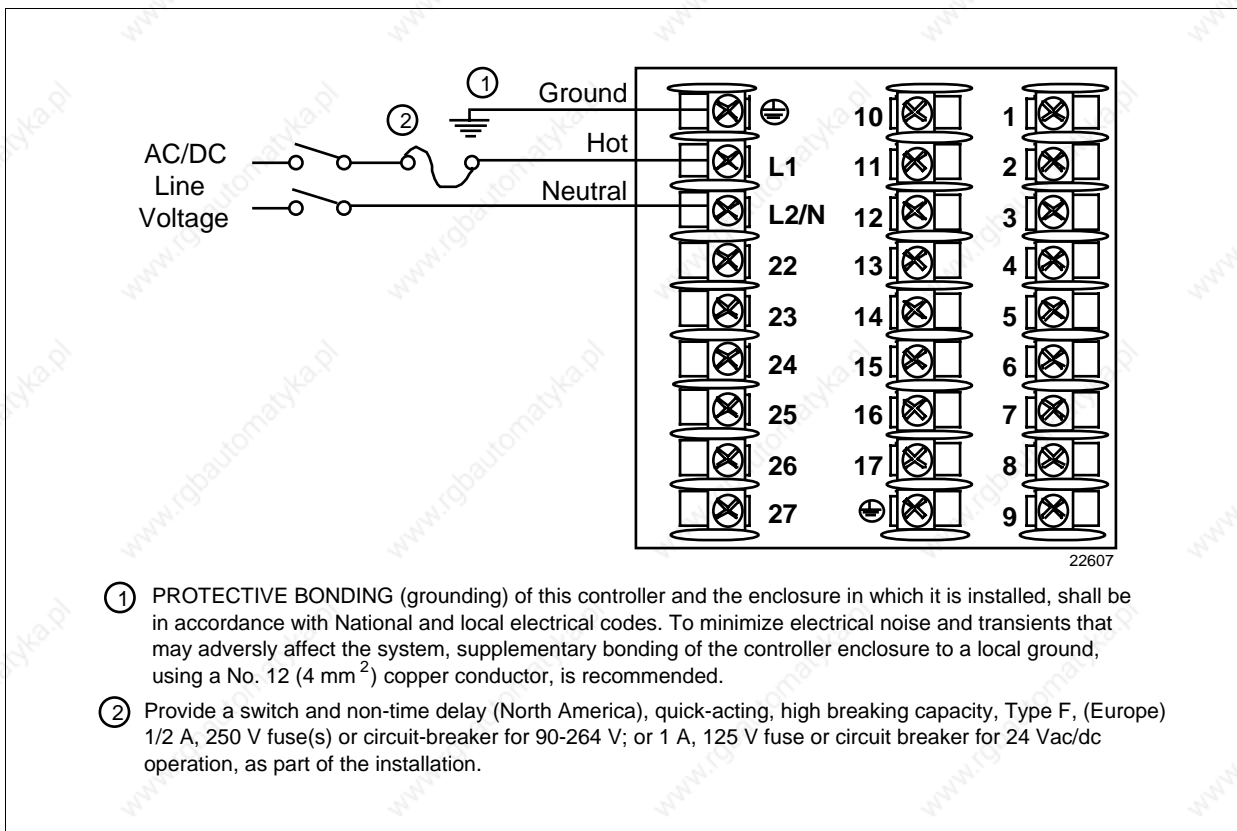 1
Ground
2
Hot
AC/DC
Line
Voltage
Neutral
L1
L2/N
22
23
24
25
26
27
10
11
12
13
14
15
16
17
1
2
3
4
5
6
7
8
9
22607
1 PROTECTIVE BONDING (grounding) of this controller and the enclosure in which it is installed, shall be
in accordance with National and local electrical codes. To minimize electrical noise and transients that
may adversly affect the system, supplementary bonding of the controller enclosure to a local ground,
using a No. 12 (4 mm²) copper conductor, is recommended.
2 Provide a switch and non-time delay (North America), quick-acting, high breaking capacity, Type F, (Europe)
1/2 A, 250 V fuse(s) or circuit-breaker for 90-264 V; or 1 A, 125 V fuse or circuit breaker for 24 Vac/dc
operation, as part of the installation.
www.rgbautomatyka.pl